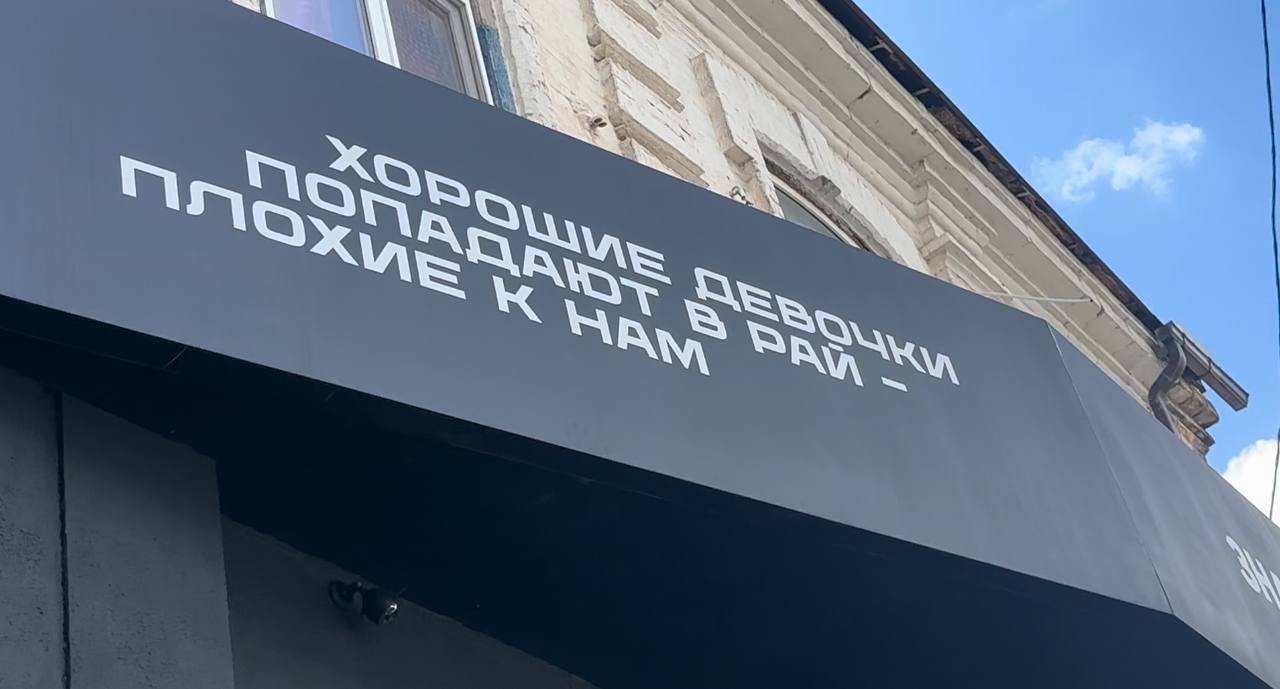 ХОРОШИЕ ДЕВОЧКИ
ПОПАДАЮТ В РАЙ –
ПЛОХИЕ К НАМ